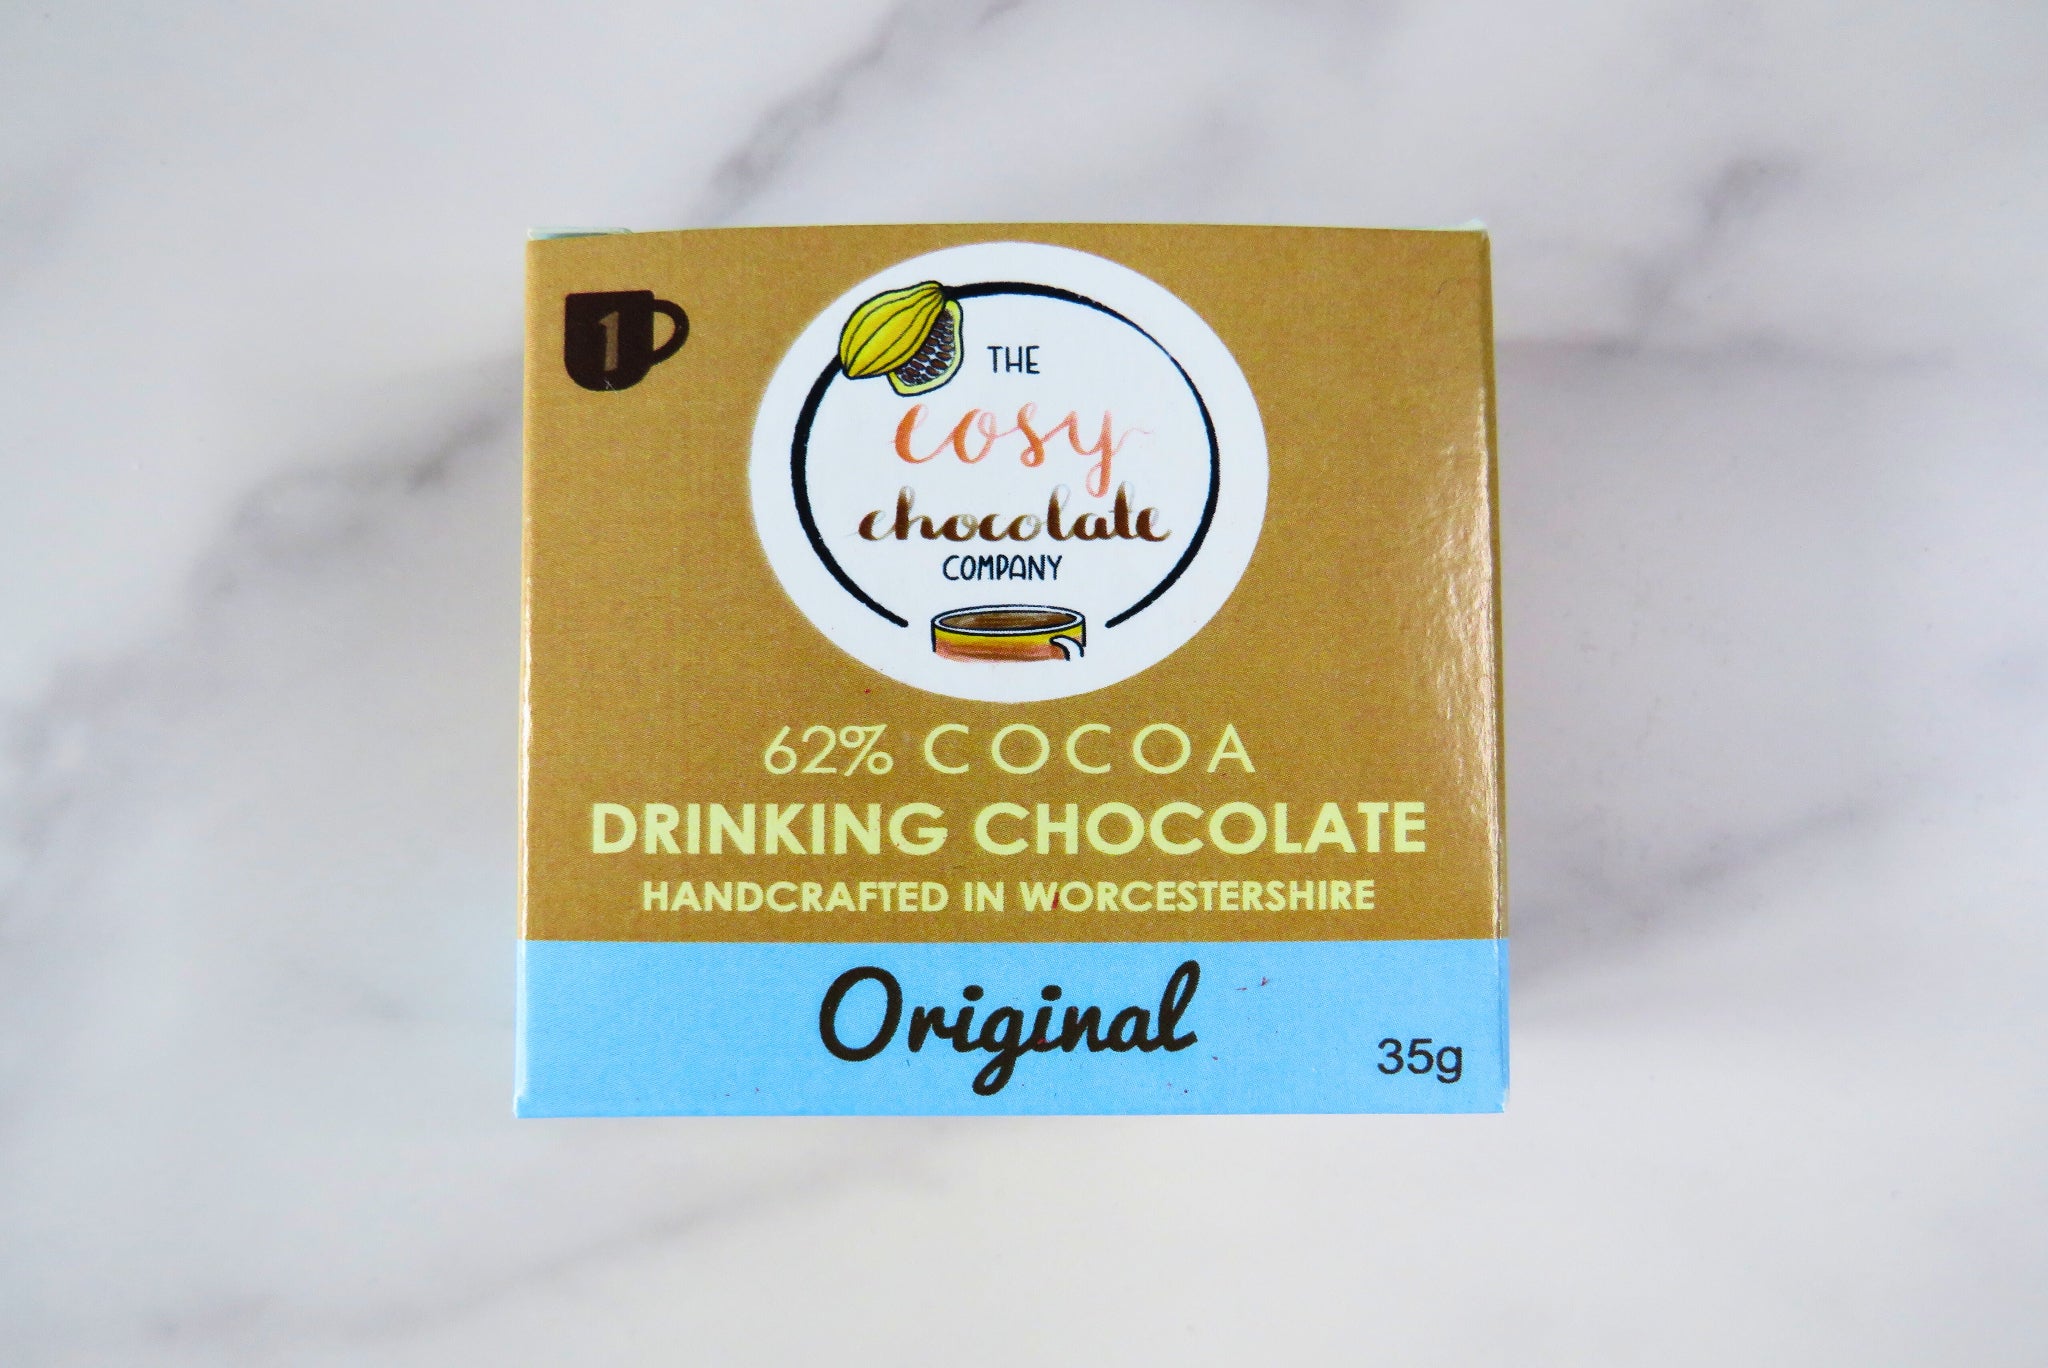 1
THE
cosy
chocolate
COMPANY
62% COCOA
DRINKING CHOCOLATE
HANDCRAFTED IN WORCESTERSHIRE
Original
35g